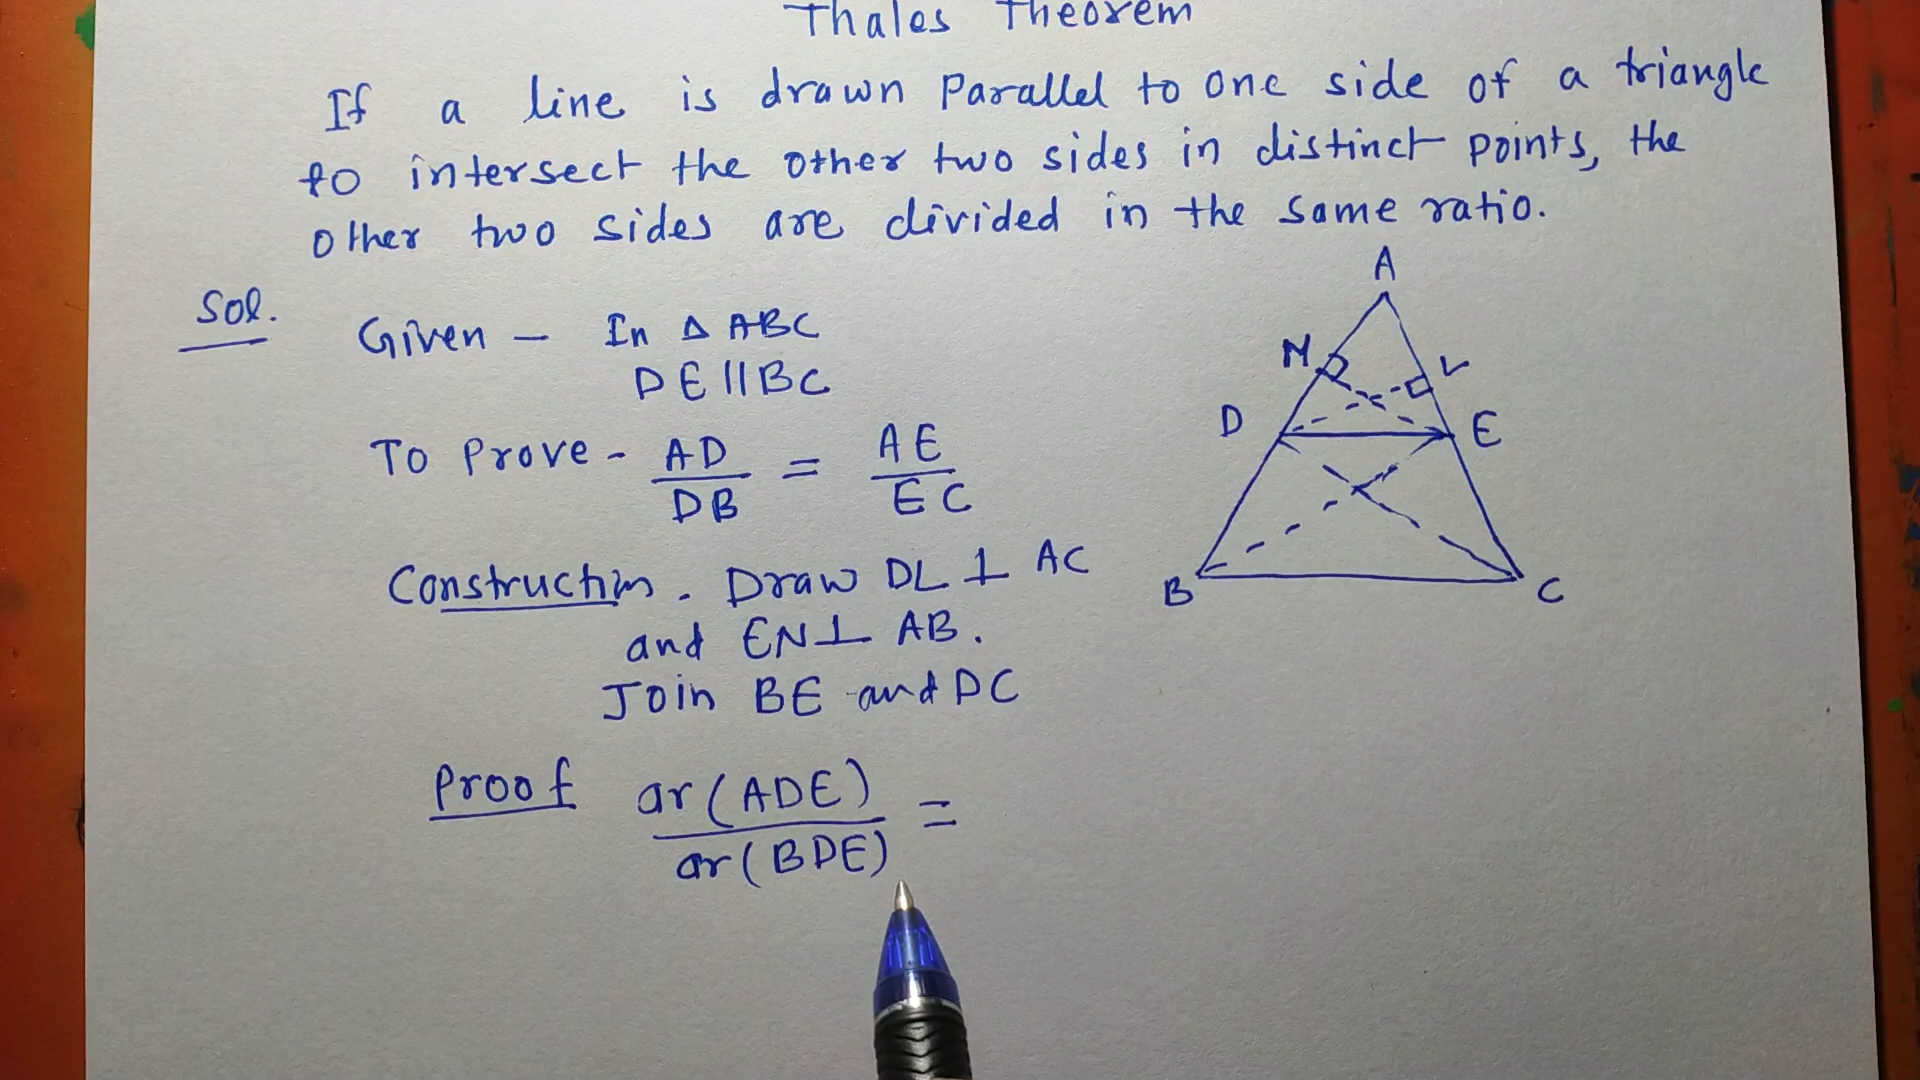 Thales Theorem
If a line is drawn Parallel to one side of a triangle
to intersect the other two sides in distinct points, the
other two sides are divided in the same ratio.
Sol.
Given - In Δ ABC
DE || BC
To Prove - AD/DB = AE/EC
Construction. Draw DL ⊥ AC
and EN ⊥ AB.
Join BE and DC
Proof ar(ADE)/ar(BDE) =
A
N
L
D
E
B
C